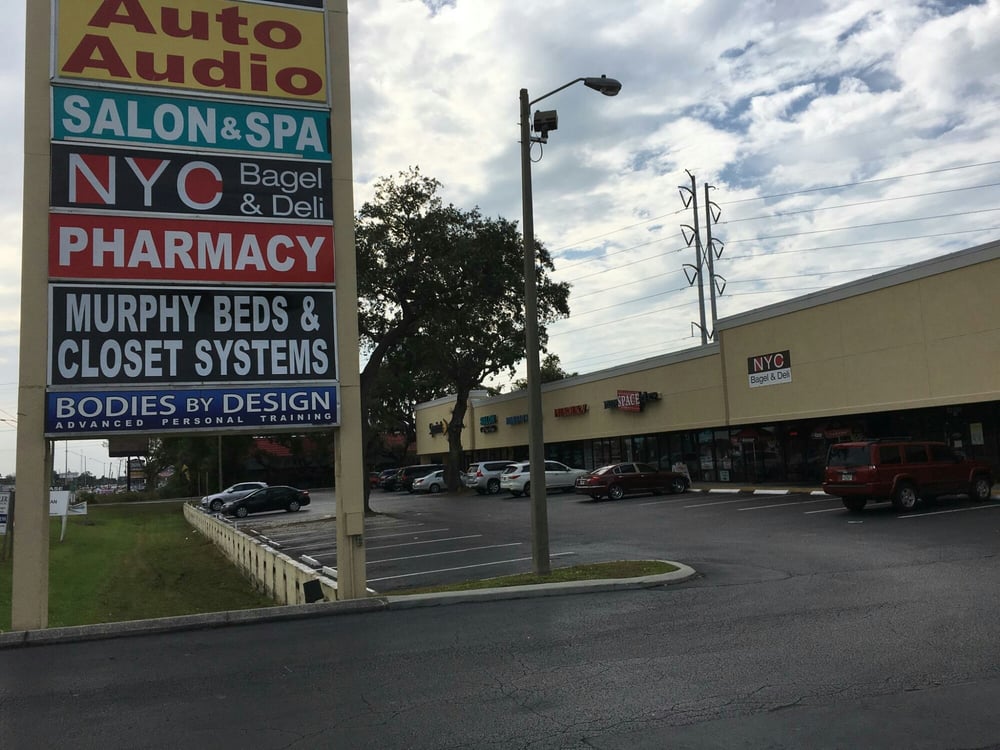 Auto
Audio
SALON & SPA
NYC Bagel
& Deli
PHARMACY
MURPHY BEDS &
CLOSET SYSTEMS
BODIES BY DESIGN
ADVANCED PERSONAL TRAINING
SPACE
NYC
Bagel & Deli